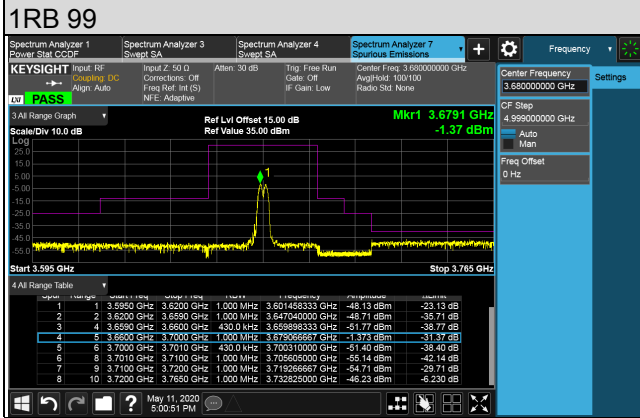 1RB 99
Spectrum Analyzer 1
Power Stat CCDF
Spectrum Analyzer 3
Swept SA
Spectrum Analyzer 4
Swept SA
Spectrum Analyzer 7
Spurious Emissions
Frequency
KEYSIGHT
Input: RF
Coupling: DC
Align: Auto
Input Z: 50 Ω
Corrections: Off
Freq Ref: Int (S)
NFE: Adaptive
Atten: 30 dB
Trig: Free Run
Gate: Off
IF Gain: Low
Center Freq: 3.680000000 GHz
Avg|Hold: 100/100
Radio Std: None
LXI PASS
3 All Range Graph
Scale/Div 10.0 dB
Ref Lvl Offset 15.00 dB
Ref Value 35.00 dBm
Mkr1 3.6791 GHz
-1.37 dBm
Log
25.0
15.0
5.00
-5.00
-15.0
-25.0
-35.0
-45.0
-55.0
1
Start 3.595 GHz
Stop 3.765 GHz
4 All Range Table
Spur Range Start Freq Stop Freq RBW Frequency Amplitude ΔLimit
1 1 3.5950 GHz 3.6200 GHz 1.000 MHz 3.601458333 GHz -48.13 dBm -23.13 dB
2 2 3.6200 GHz 3.6590 GHz 1.000 MHz 3.647040000 GHz -48.71 dBm -35.71 dB
3 4 3.6590 GHz 3.6600 GHz 430.0 kHz 3.659898333 GHz -51.77 dBm -38.77 dB
4 5 3.6600 GHz 3.7000 GHz 1.000 MHz 3.679066667 GHz -1.373 dBm -31.37 dB
5 6 3.7000 GHz 3.7010 GHz 430.0 kHz 3.700310000 GHz -51.40 dBm -38.40 dB
6 8 3.7010 GHz 3.7100 GHz 1.000 MHz 3.705605000 GHz -55.14 dBm -42.14 dB
7 9 3.7100 GHz 3.7200 GHz 1.000 MHz 3.719266667 GHz -54.71 dBm -29.71 dB
8 10 3.7200 GHz 3.7650 GHz 1.000 MHz 3.732825000 GHz -46.23 dBm -6.230 dB
Center Frequency
3.680000000 GHz
Settings
CF Step
4.999000000 GHz
Auto
Man
Freq Offset
0 Hz
May 11, 2020
5:00:51 PM